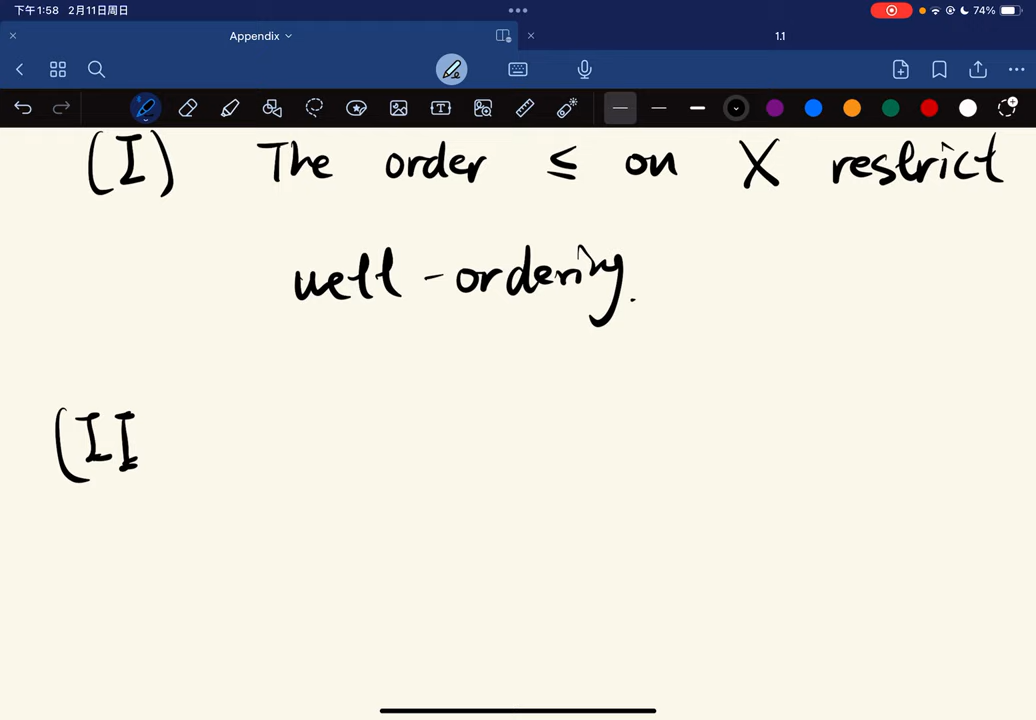 下午1:58 2月11日周日
74%
Appendix
1.1
(I) The order ≤ on X restrict
well-ordering.
(II